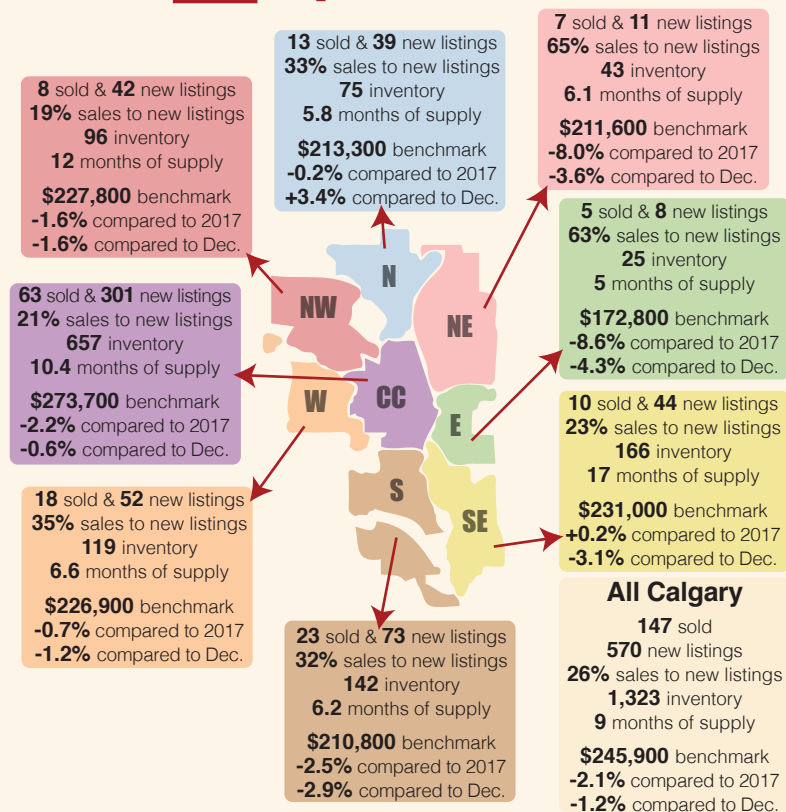 7 sold & 11 new listings
65% sales to new listings
43 inventory
6.1 months of supply
$211,600 benchmark
-8.0% compared to 2017
-3.6% compared to Dec.
13 sold & 39 new listings
33% sales to new listings
75 inventory
5.8 months of supply
$213,300 benchmark
-0.2% compared to 2017
+3.4% compared to Dec.
8 sold & 42 new listings
19% sales to new listings
96 inventory
12 months of supply
$227,800 benchmark
-1.6% compared to 2017
-1.6% compared to Dec.
5 sold & 8 new listings
63% sales to new listings
25 inventory
5 months of supply
$172,800 benchmark
-8.6% compared to 2017
-4.3% compared to Dec.
N
NW
NE
W
CC
E
S
SE
63 sold & 301 new listings
21% sales to new listings
657 inventory
10.4 months of supply
$273,700 benchmark
-2.2% compared to 2017
-0.6% compared to Dec.
10 sold & 44 new listings
23% sales to new listings
166 inventory
17 months of supply
$231,000 benchmark
+0.2% compared to 2017
-3.1% compared to Dec.
18 sold & 52 new listings
35% sales to new listings
119 inventory
6.6 months of supply
$226,900 benchmark
-0.7% compared to 2017
-1.2% compared to Dec.
23 sold & 73 new listings
32% sales to new listings
142 inventory
6.2 months of supply
$210,800 benchmark
-2.5% compared to 2017
-2.9% compared to Dec.
All Calgary
147 sold
570 new listings
26% sales to new listings
1,323 inventory
9 months of supply
$245,900 benchmark
-2.1% compared to 2017
-1.2% compared to Dec.